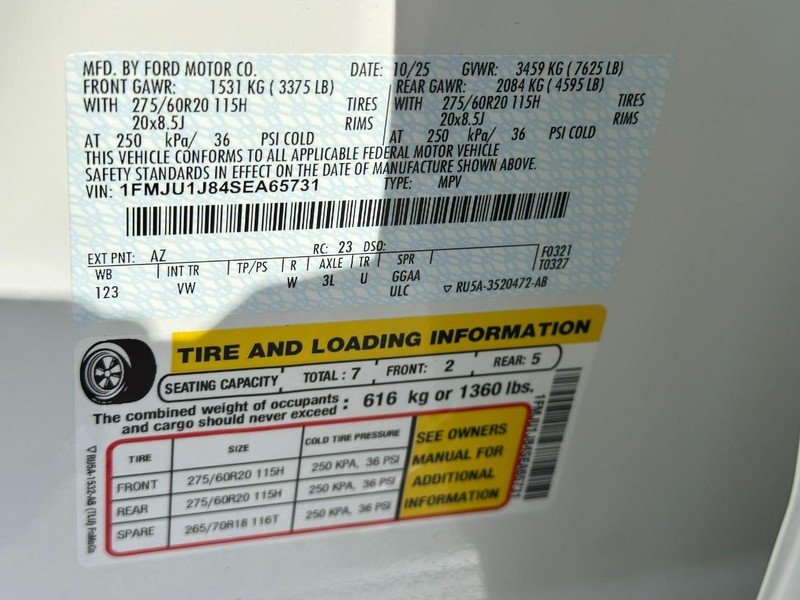 MFD. BY FORD MOTOR CO. DATE: 10/25 GVWR: 3459 KG ( 7625 LB)
FRONT GAWR: 1531 KG ( 3375 LB) REAR GAWR: 2084 KG ( 4595 LB)
WITH 275/60R20 115H TIRES WITH 275/60R20 115H TIRES
20x8.5J RIMS 20x8.5J RIMS
AT 250 kPa/ 36 PSI COLD AT 250 kPa/ 36 PSI COLD
THIS VEHICLE CONFORMS TO ALL APPLICABLE FEDERAL MOTOR VEHICLE
SAFETY STANDARDS IN EFFECT ON THE DATE OF MANUFACTURE SHOWN ABOVE.
VIN: 1FMJU1J84SEA65731 TYPE: MPV
EXT PNT: AZ RC: 23 DSO: F0321
T0327
WB INT TR TP/PS R AXLE TR SPR
123 VW W 3L U GGAA
ULC ▽ RU5A-3520472-AB
TIRE AND LOADING INFORMATION
SEATING CAPACITY TOTAL : 7 FRONT: 2 REAR: 5
The combined weight of occupants
and cargo should never exceed : 616 kg or 1360 lbs.
TIRE SIZE COLD TIRE PRESSURE
FRONT 275/60R20 115H 250 KPA, 36 PSI
REAR 275/60R20 115H 250 KPA, 36 PSI
SPARE 265/70R18 116T 250 KPA, 36 PSI
SEE OWNERS
MANUAL FOR
ADDITIONAL
INFORMATION
1FMJU1J84SEA65731
▽ RU5A-1532-AB (TLU) FoMoCo